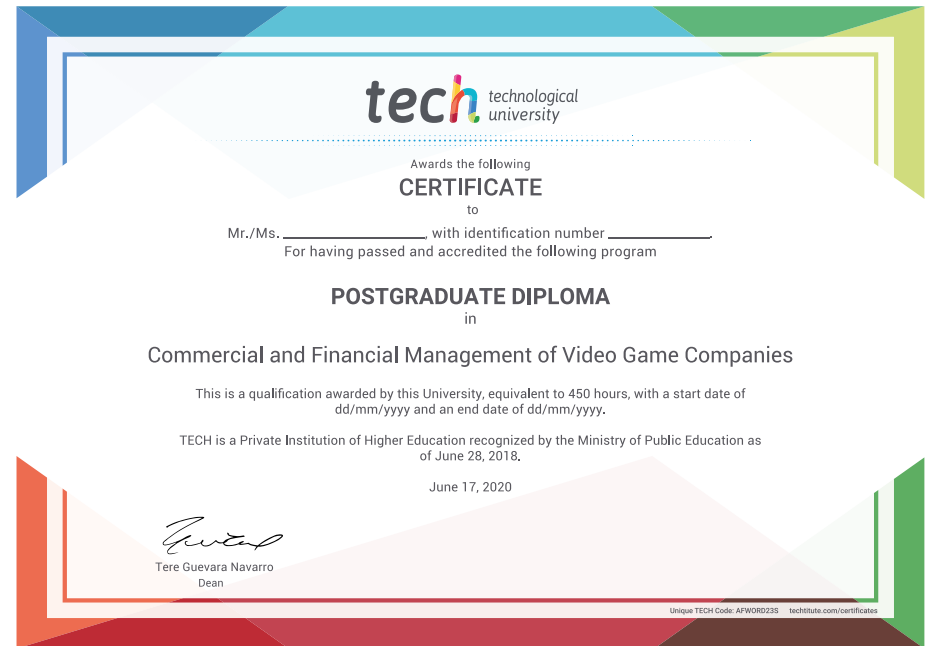 tech technological
university
Awards the following
CERTIFICATE
to
Mr./Ms. ____________________, with identification number ______________.
For having passed and accredited the following program
POSTGRADUATE DIPLOMA
in
Commercial and Financial Management of Video Game Companies
This is a qualification awarded by this University, equivalent to 450 hours, with a start date of
dd/mm/yyyy and an end date of dd/mm/yyyy.
TECH is a Private Institution of Higher Education recognized by the Ministry of Public Education as
of June 28, 2018.
June 17, 2020
Tere Guevara Navarro
Dean
Unique TECH Code: AFWORD23S techtitute.com/certificates